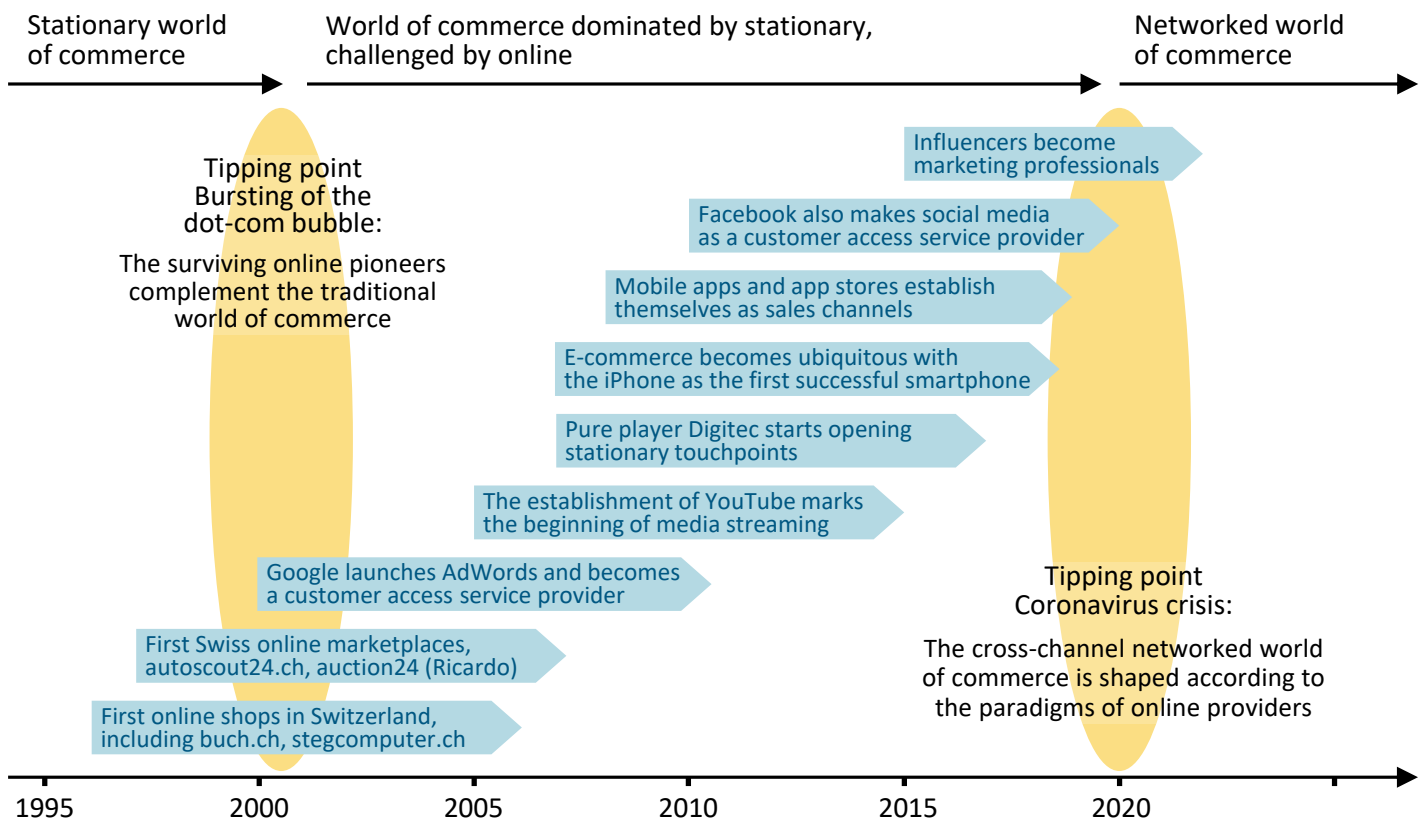 Stationary world
of commerce
World of commerce dominated by stationary,
challenged by online
Networked world
of commerce
Tipping point
Bursting of the
dot-com bubble:
The surviving online pioneers
complement the traditional
world of commerce
Influencers become
marketing professionals
Facebook also makes social media
as a customer access service provider
Mobile apps and app stores establish
themselves as sales channels
E-commerce becomes ubiquitous with
the iPhone as the first successful smartphone
Pure player Digitec starts opening
stationary touchpoints
The establishment of YouTube marks
the beginning of media streaming
Google launches AdWords and becomes
a customer access service provider
First Swiss online marketplaces,
autoscout24.ch, auction24 (Ricardo)
First online shops in Switzerland,
including buch.ch, stegcomputer.ch
Tipping point
Coronavirus crisis:
The cross-channel networked world
of commerce is shaped according to
the paradigms of online providers
1995 2000 2005 2010 2015 2020